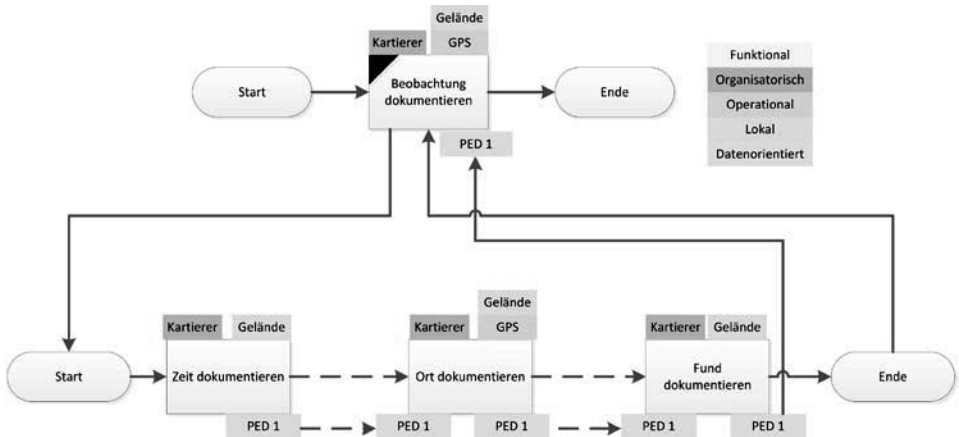 Gelände
Kartierer
GPS
Funktional
Organisatorisch
Operational
Lokal
Datenorientiert
Start
Beobachtung
dokumentieren
Ende
PED 1
Gelände
Kartierer
Gelände
Kartierer
GPS
Kartierer
Gelände
Start
Zeit dokumentieren
Ort dokumentieren
Fund
dokumentieren
Ende
PED 1
PED 1
PED 1
PED 1
PED 1